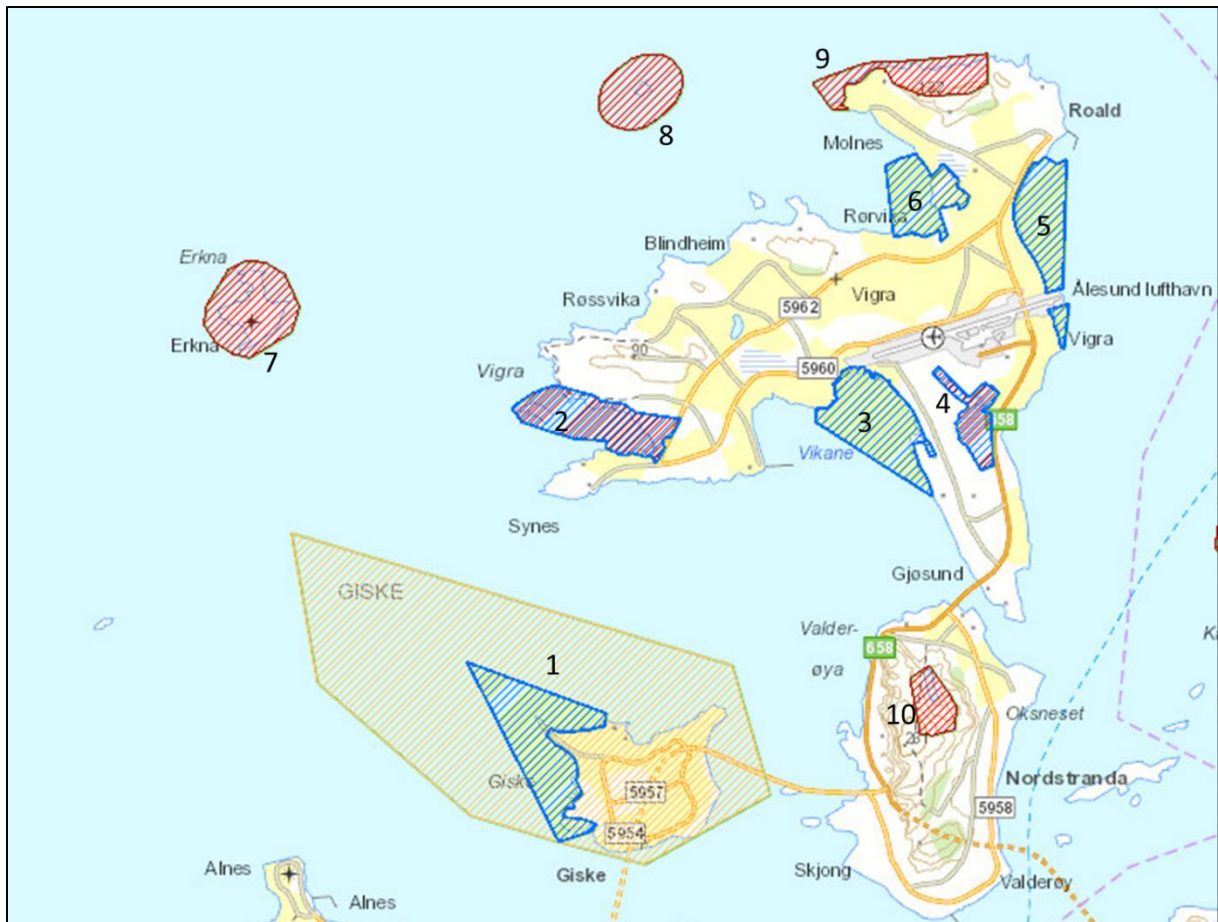 9
Roald
8
Molnes
6
Rørvika
5
Blindheim
Erkna
Vigra
Ålesund lufthavn
Røssvika
5962
Vigra
Erkna
7
90
5960
Vigra
2
3
4
658
Vikane
Synes
Gjøsund
GISKE
Valder-
øya
658
1
10
Oksneset
Giske
5957
Nordstranda
5958
5954
Alnes
Giske
Skjong
Valderøy
Alnes